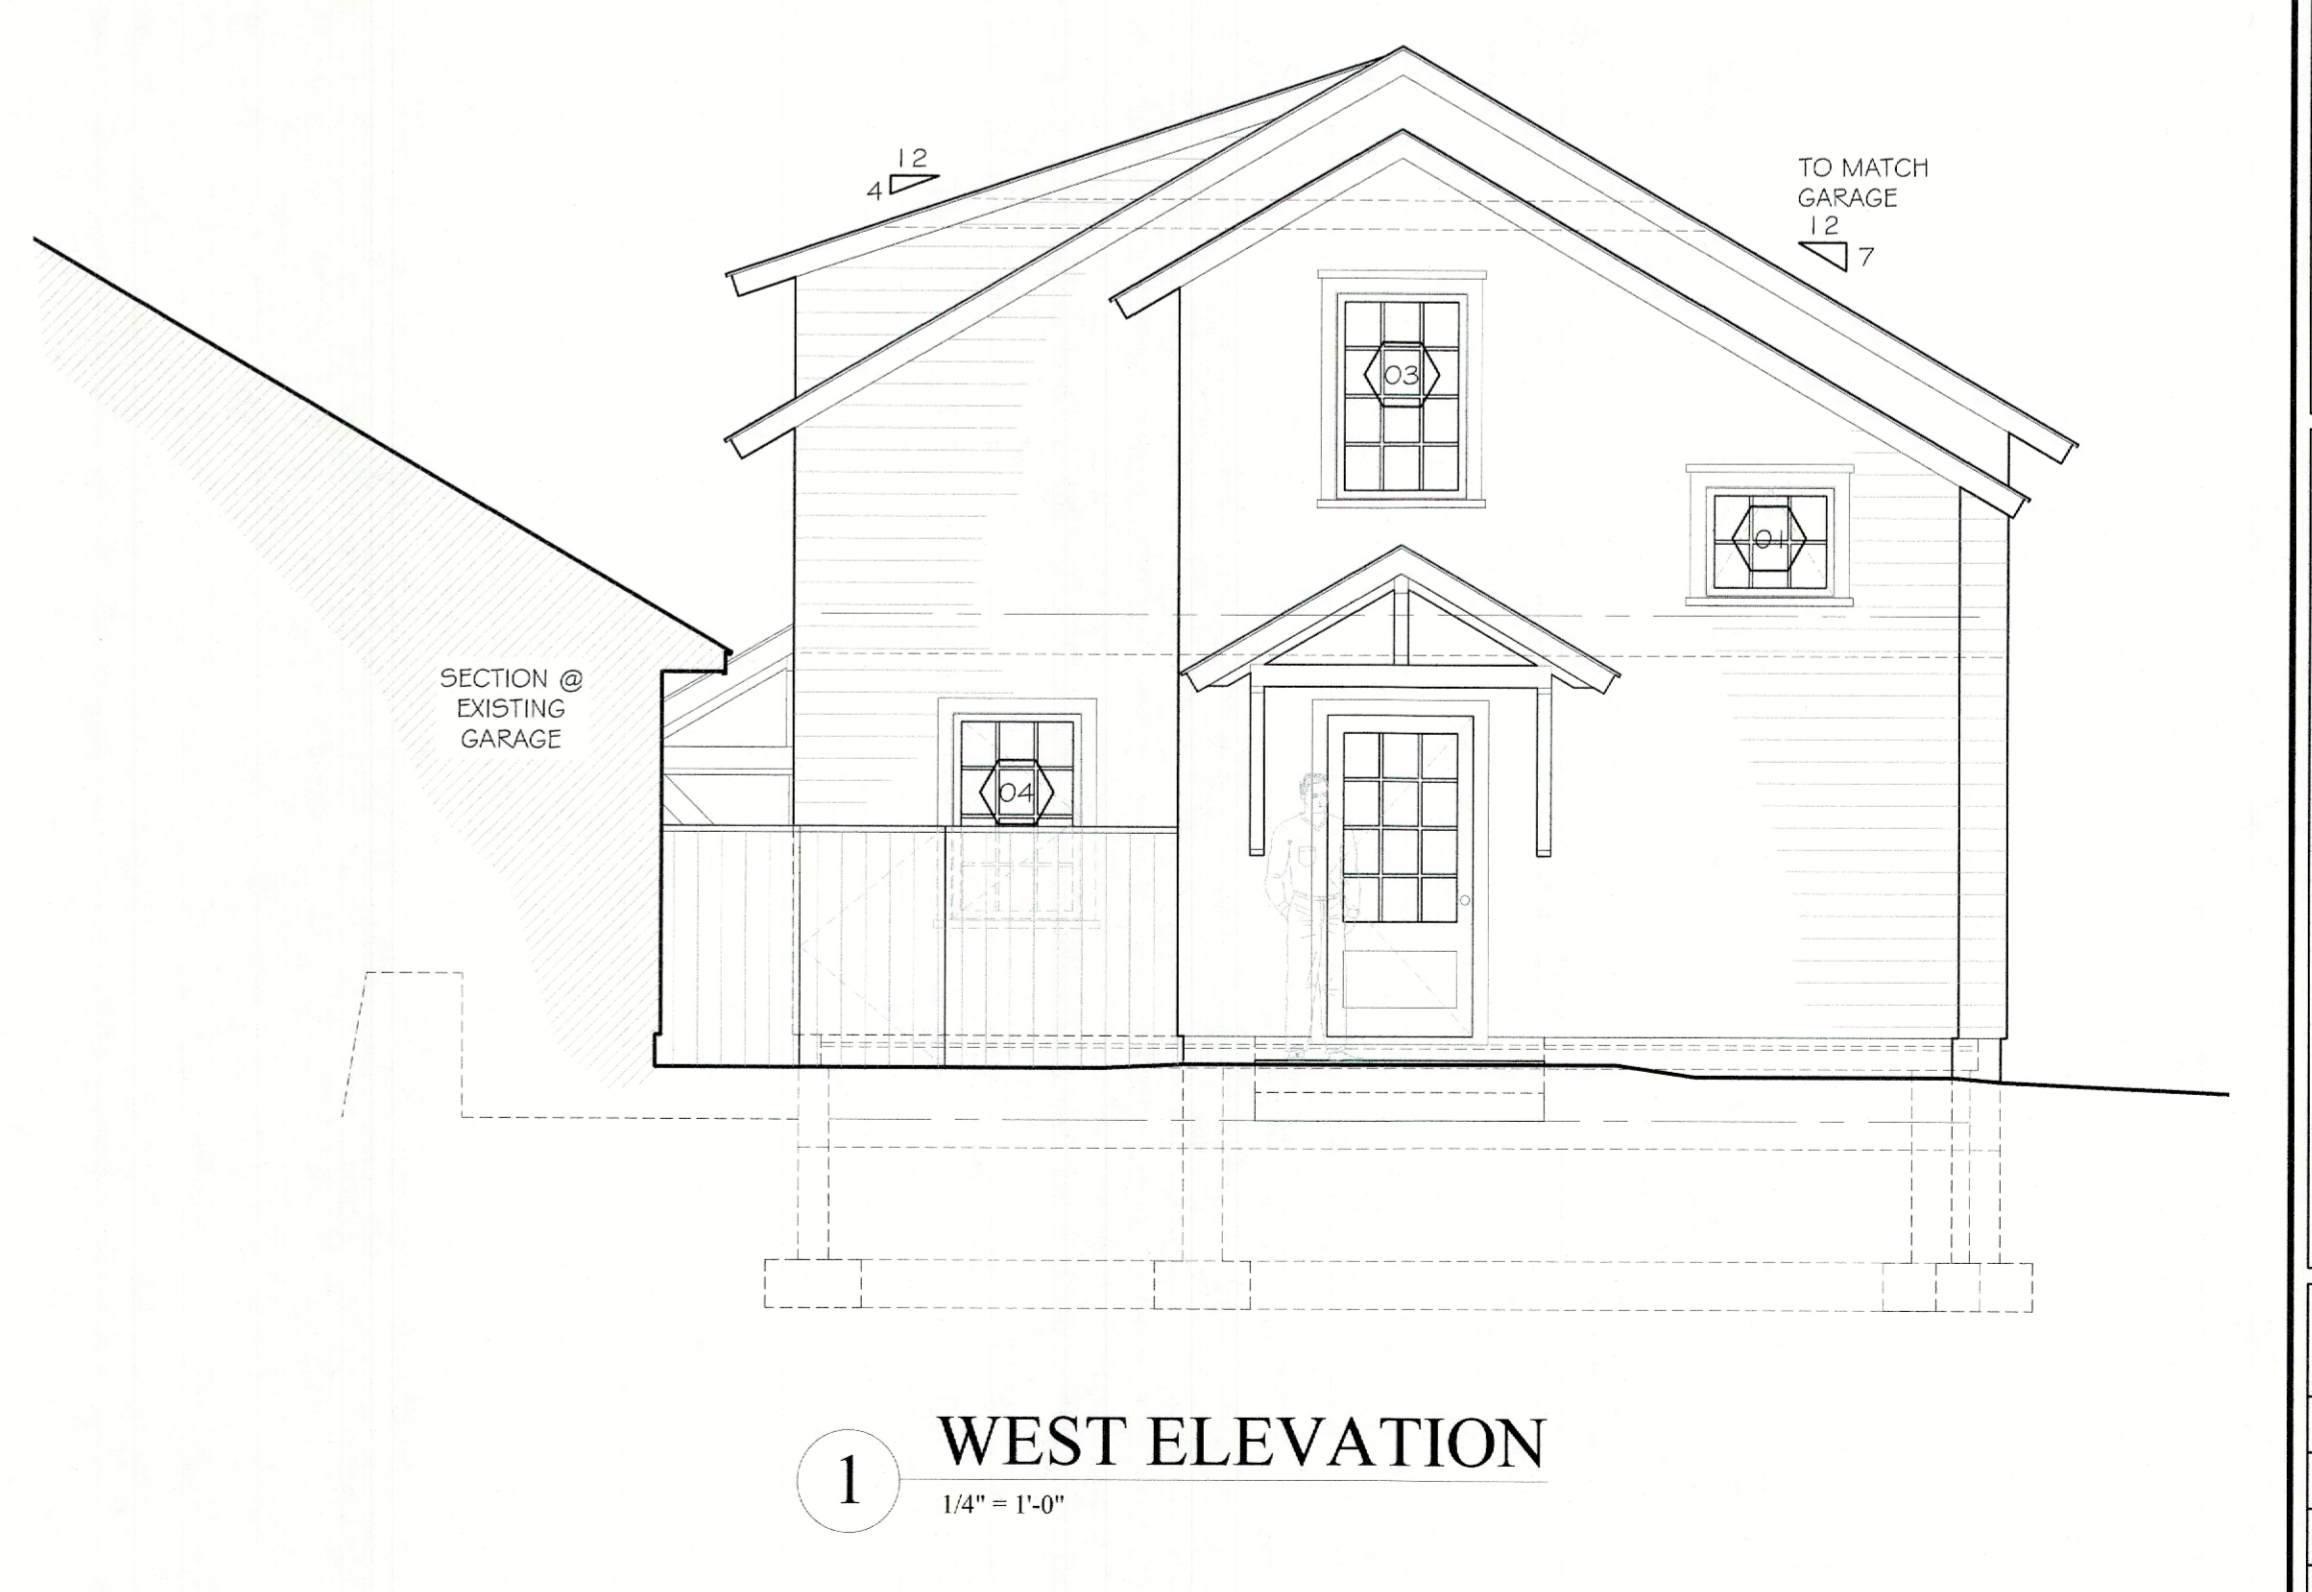 12
4
TO MATCH
GARAGE
12
7
03
01
SECTION @
EXISTING
GARAGE
04
1
WEST ELEVATION
1/4" = 1'-0"